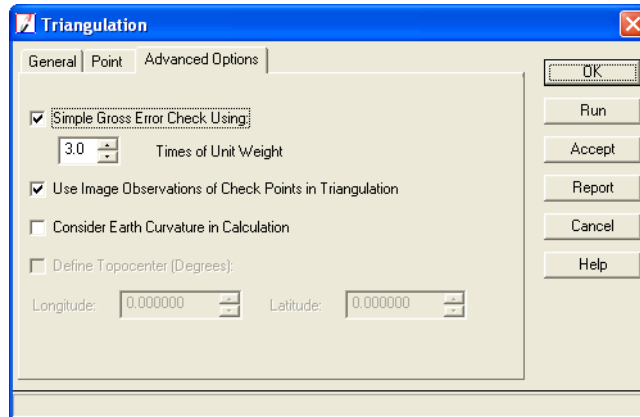 Triangulation
General Point Advanced Options
OK
Simple Gross Error Check Using:
Run
3.0 Times of Unit Weight
Accept
Use Image Observations of Check Points in Triangulation
Report
Consider Earth Curvature in Calculation
Cancel
Define Topocenter (Degrees):
Help
Longitude: 0.000000 Latitude: 0.000000